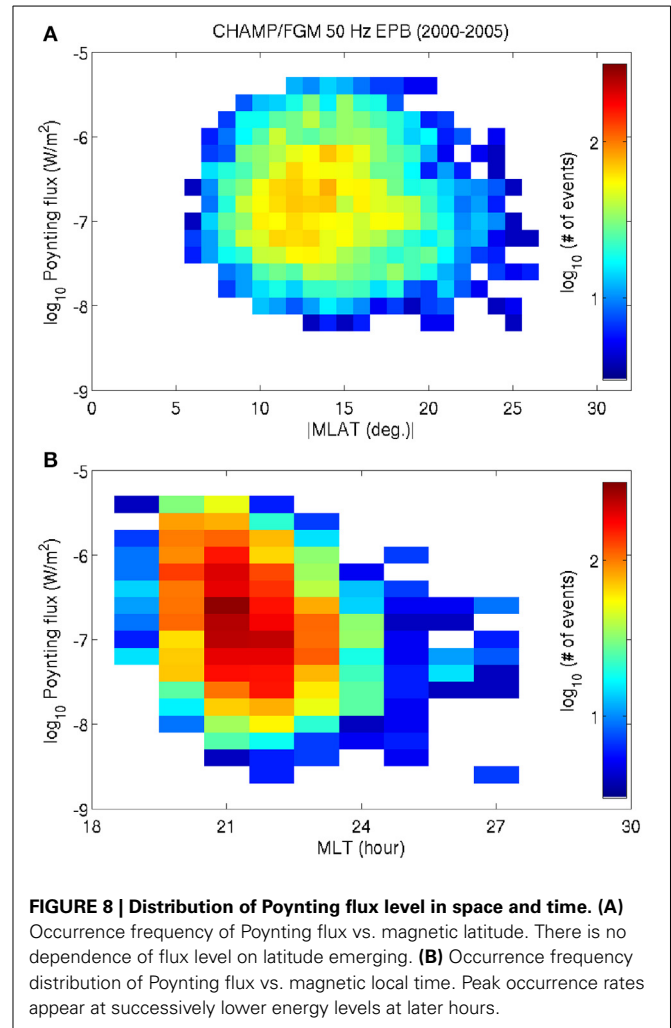 A
CHAMP/FGM 50 Hz EPB (2000-2005)
-5
-6
-7
-8
-9
log10 Poynting flux (W/m2)
0
5
10
15
20
25
30
|MLAT (deg.)|
2
1
log10 (# of events)
B
-5
-6
-7
-8
-9
log10 Poynting flux (W/m2)
18
21
24
27
30
MLT (hour)
2
1
log10 (# of events)
FIGURE 8 | Distribution of Poynting flux level in space and time. (A)
Occurrence frequency of Poynting flux vs. magnetic latitude. There is no
dependence of flux level on latitude emerging. (B) Occurrence frequency
distribution of Poynting flux vs. magnetic local time. Peak occurrence rates
appear at successively lower energy levels at later hours.